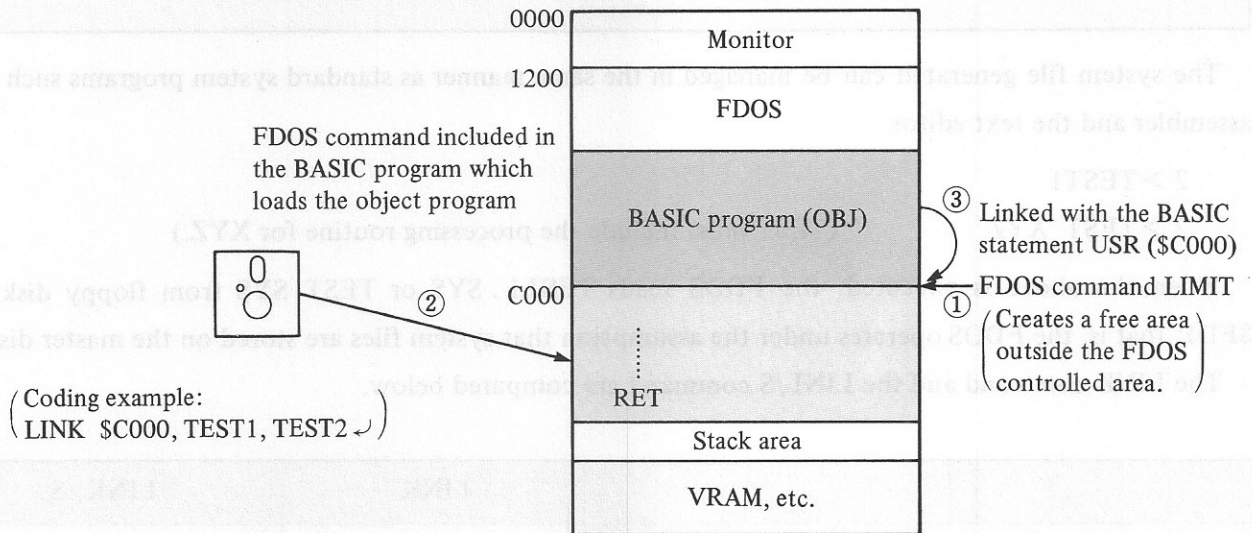 0000
Monitor
1200
FDOS
FDOS command included in
the BASIC program which
loads the object program
BASIC program (OBJ)
③
Linked with the BASIC
statement USR ($C000)
②
C000
①
FDOS command LIMIT
(Creates a free area
outside the FDOS
controlled area.)
RET
(Coding example:
LINK $C000, TEST1, TEST2⤶)
Stack area
VRAM, etc.